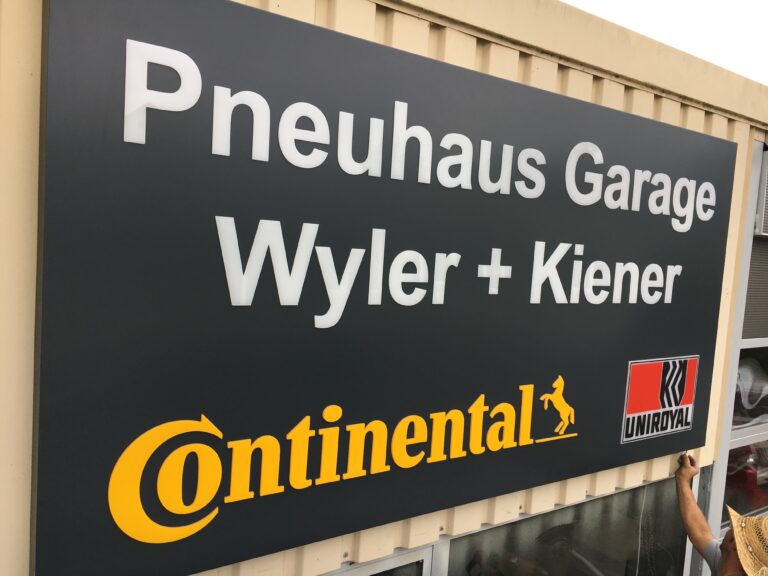 Pneuhaus Garage
Wyler + Kiener
Continental
UNIROYAL